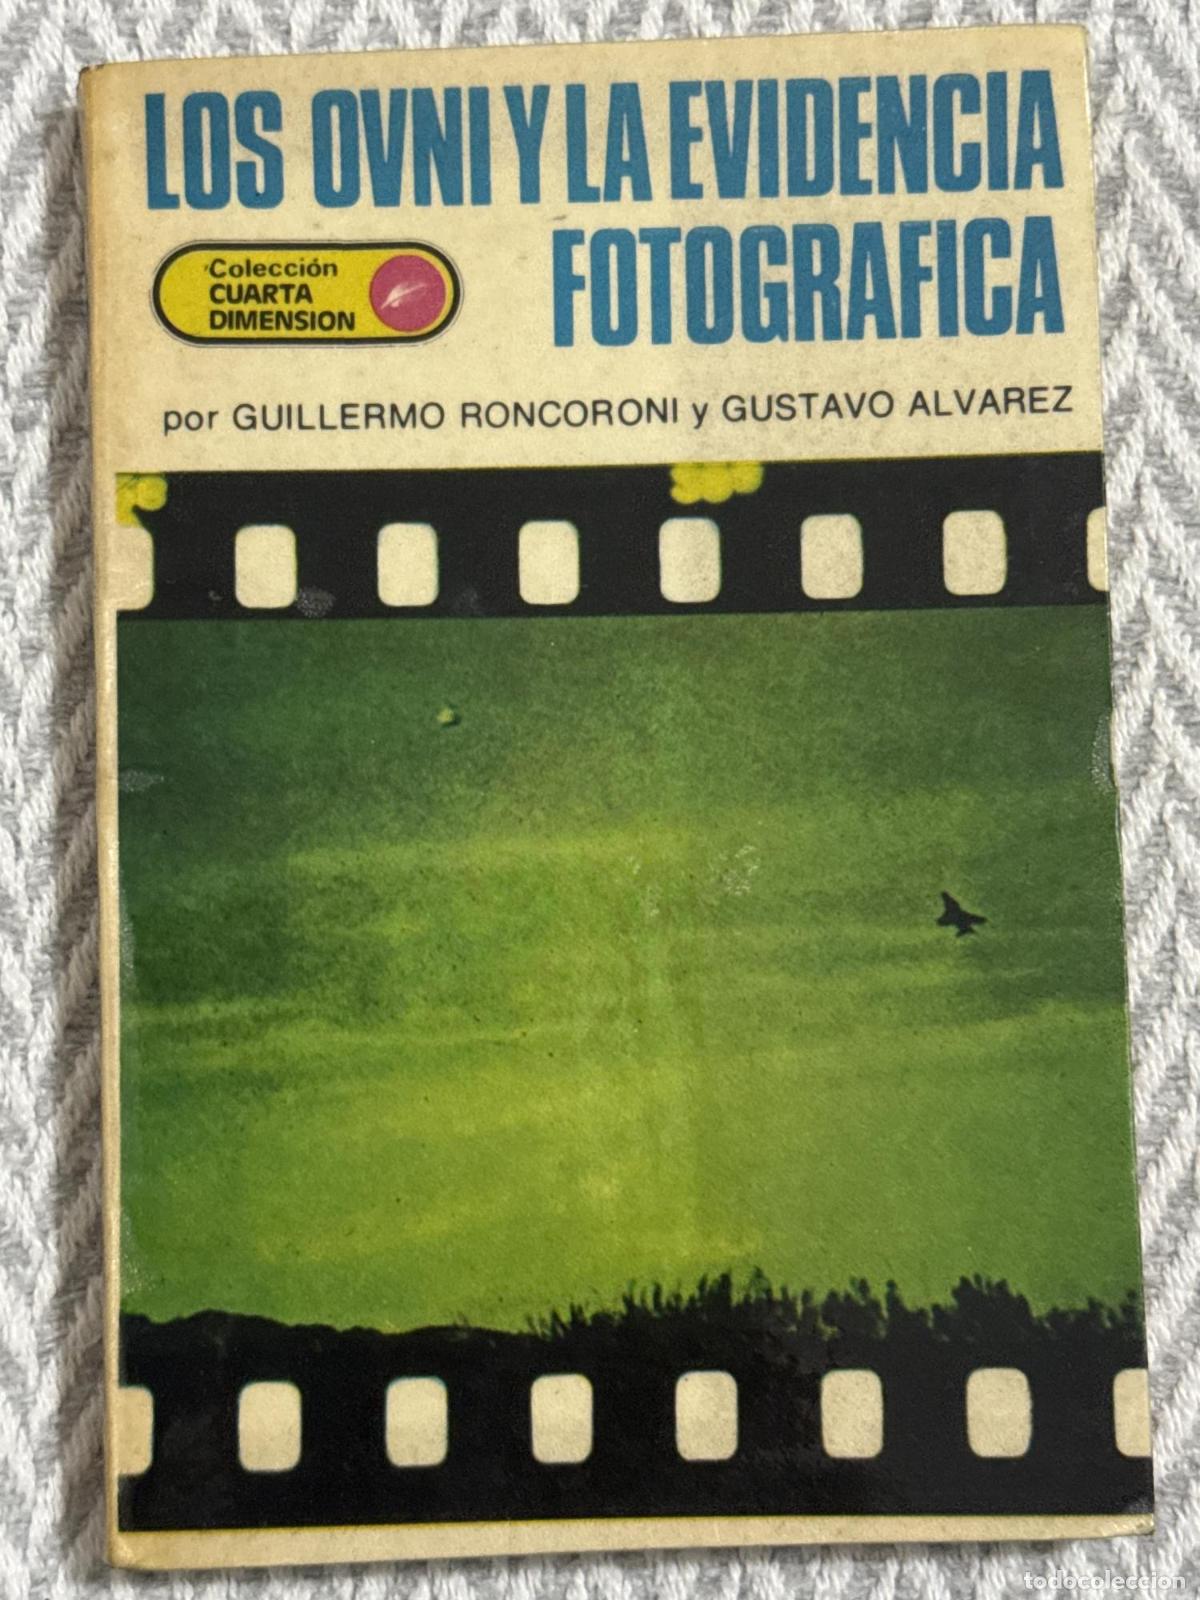 LOS OVNI Y LA EVIDENCIA
FOTOGRAFICA
Colección
CUARTA
DIMENSION
por GUILLERMO RONCORONI y GUSTAVO ALVAREZ
todocoleccion